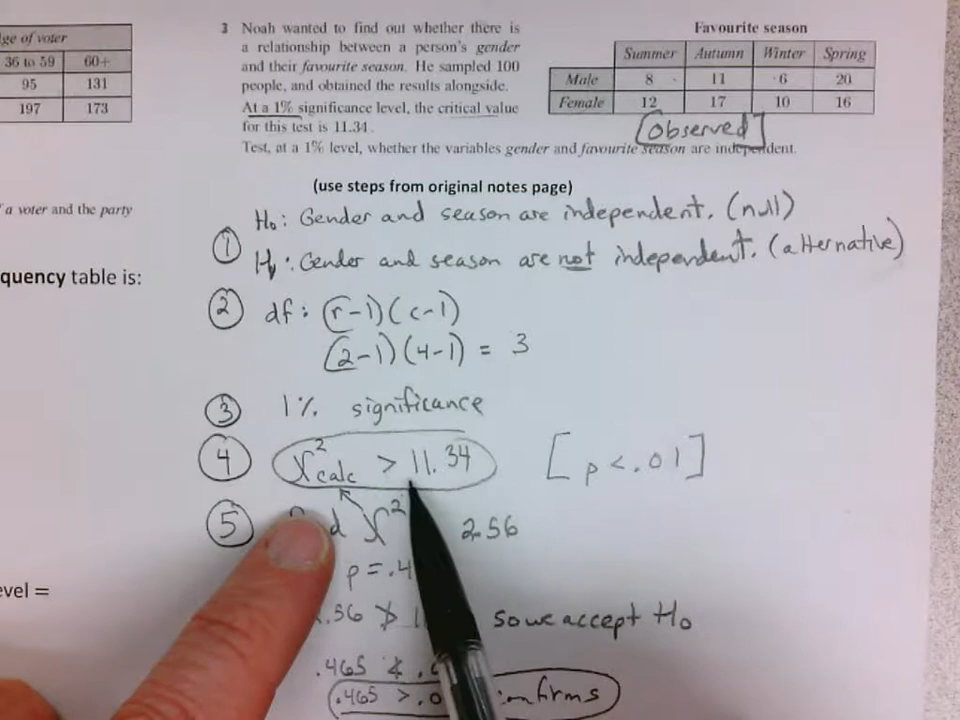 ge of voter
36 to 59 60+
95 131
197 173
a voter and the party
quency table is:
evel =
3 Noah wanted to find out whether there is
a relationship between a person's gender
and their favourite season. He sampled 100
people, and obtained the results alongside.
At a 1% significance level, the critical value
for this test is 11.34.
Favourite season
Summer Autumn Winter Spring
Male 8 11 6 20
Female 12 17 10 16
[Observed]
Test, at a 1% level, whether the variables gender and favourite season are independent.
(use steps from original notes page)
① H₀: Gender and season are independent. (null)
H₁: Gender and season are not independent. (alternative)
② df: (r-1)(c-1)
(2-1)(4-1) = 3
③ 1% significance
④ X²calc > 11.34 [p < .01]
⑤ d X² 256
p = .4
.56 ≯ 1 so we accept H₀
.465 ≮ .
.465 > .0 nfirms